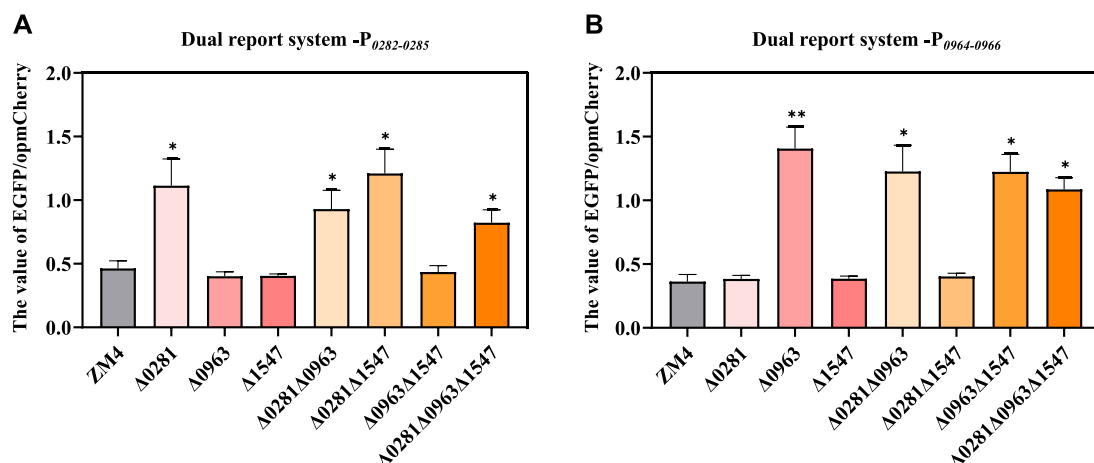 A
Dual report system -P0282-0285
The value of EGFP/opmCherry
2.0
1.5
1.0
0.5
0.0
*
*
*
*
ZM4
Δ0281
Δ0963
Δ1547
Δ0281Δ0963
Δ0281Δ1547
Δ0963Δ1547
Δ0281Δ0963Δ1547
B
Dual report system -P0964-0966
The value of EGFP/opmCherry
2.0
1.5
1.0
0.5
0.0
**
*
*
*
ZM4
Δ0281
Δ0963
Δ1547
Δ0281Δ0963
Δ0281Δ1547
Δ0963Δ1547
Δ0281Δ0963Δ1547